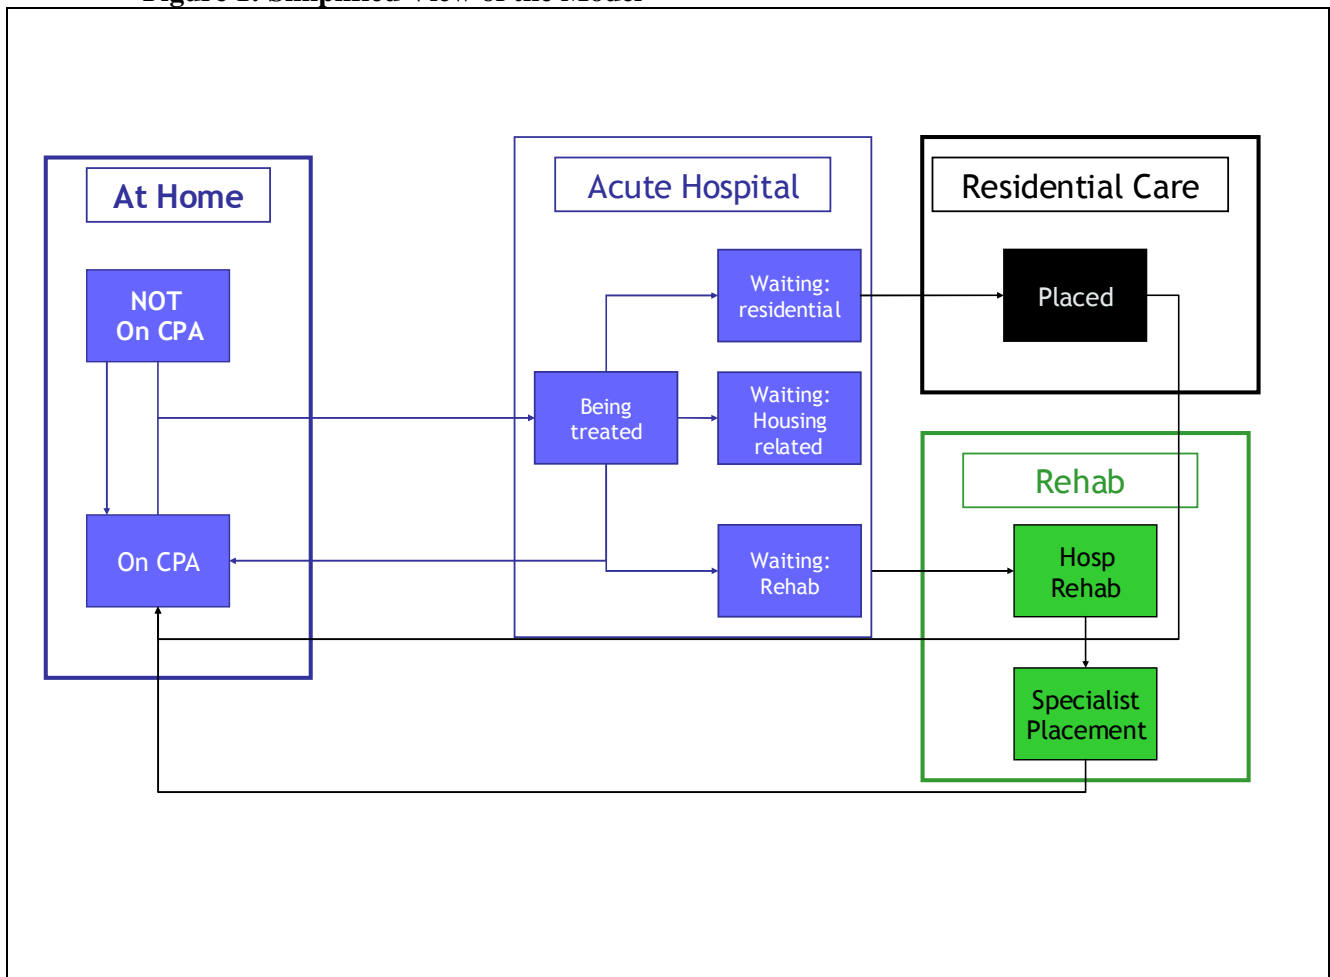 At Home
NOT
On CPA
On CPA
Acute Hospital
Waiting:
residential
Being
treated
Waiting:
Housing
related
Waiting:
Rehab
Residential Care
Placed
Rehab
Hosp
Rehab
Specialist
Placement